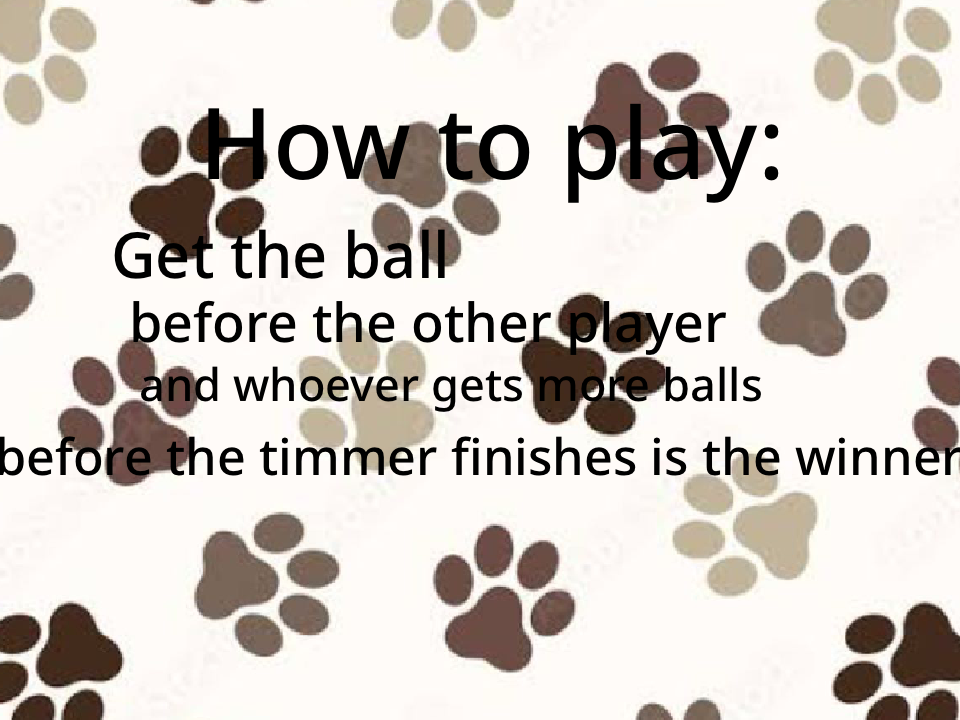 How to play:
Get the ball
before the other player
and whoever gets more balls
before the timmer finishes is the winner